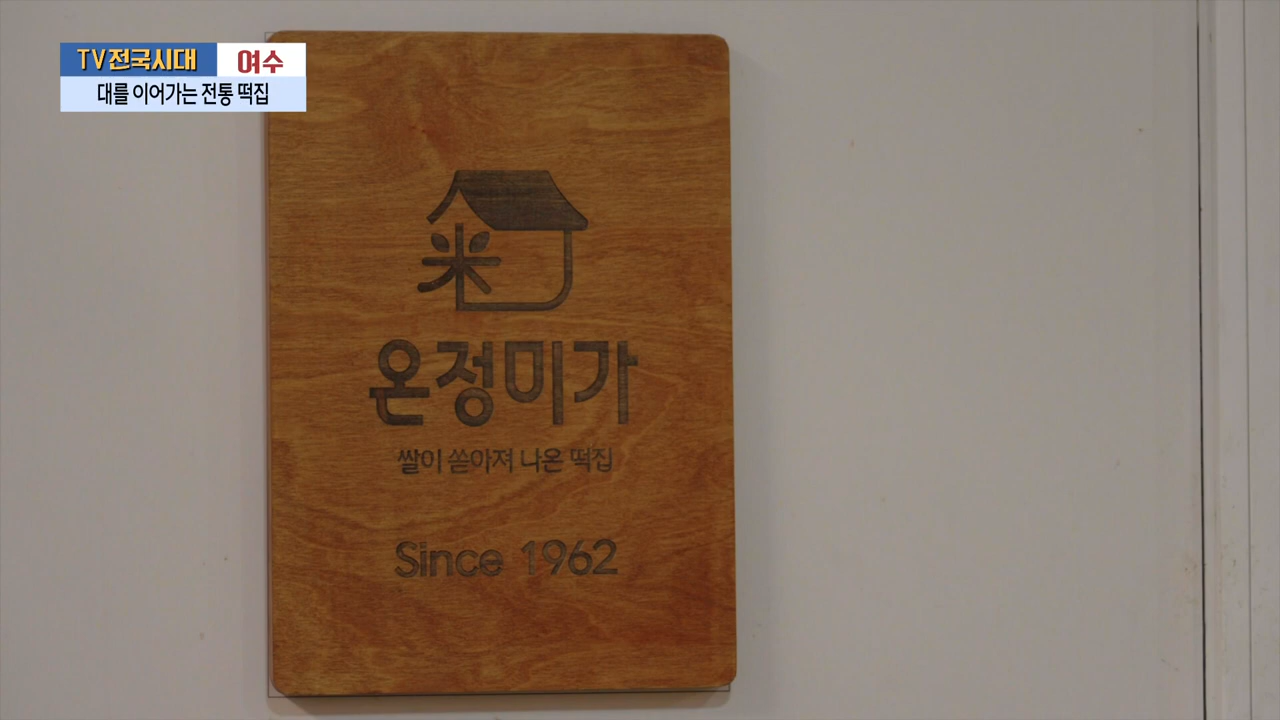 TV전국시대 여수
대를 이어가는 전통 떡집
米
온정미가
쌀이 쏟아져 나온 떡집
Since 1962